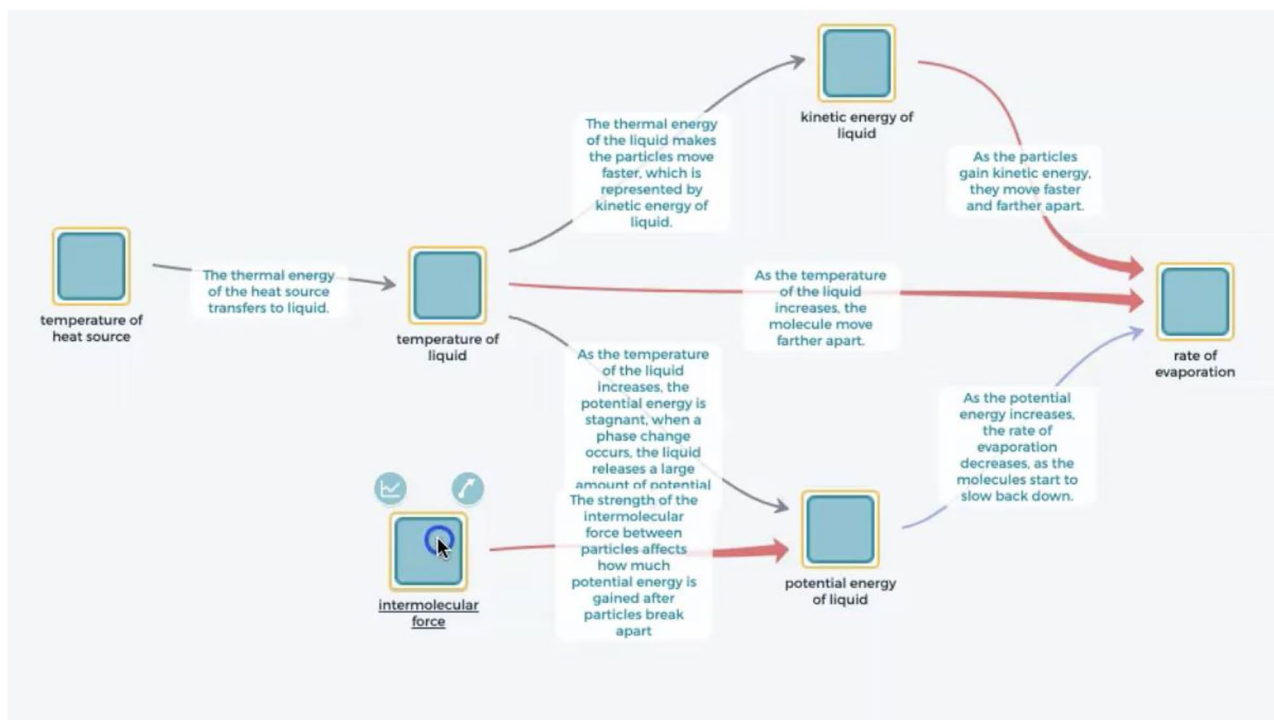 kinetic energy of
liquid
The thermal energy
of the liquid makes
the particles move
faster, which is
represented by
kinetic energy of
liquid.
As the particles
gain kinetic energy,
they move faster
and farther apart.
The thermal energy
of the heat source
transfers to liquid.
temperature of
heat source
temperature of
liquid
As the temperature
of the liquid
increases, the
molecule move
farther apart.
rate of
evaporation
As the temperature
of the liquid
increases, the
potential energy is
stagnant, when a
phase change
occurs, the liquid
releases a large
amount of potential
As the potential
energy increases,
the rate of
evaporation
decreases, as the
molecules start to
slow back down.
The strength of the
intermolecular
force between
particles affects
how much
potential energy is
gained after
particles break
apart
intermolecular
force
potential energy
of liquid